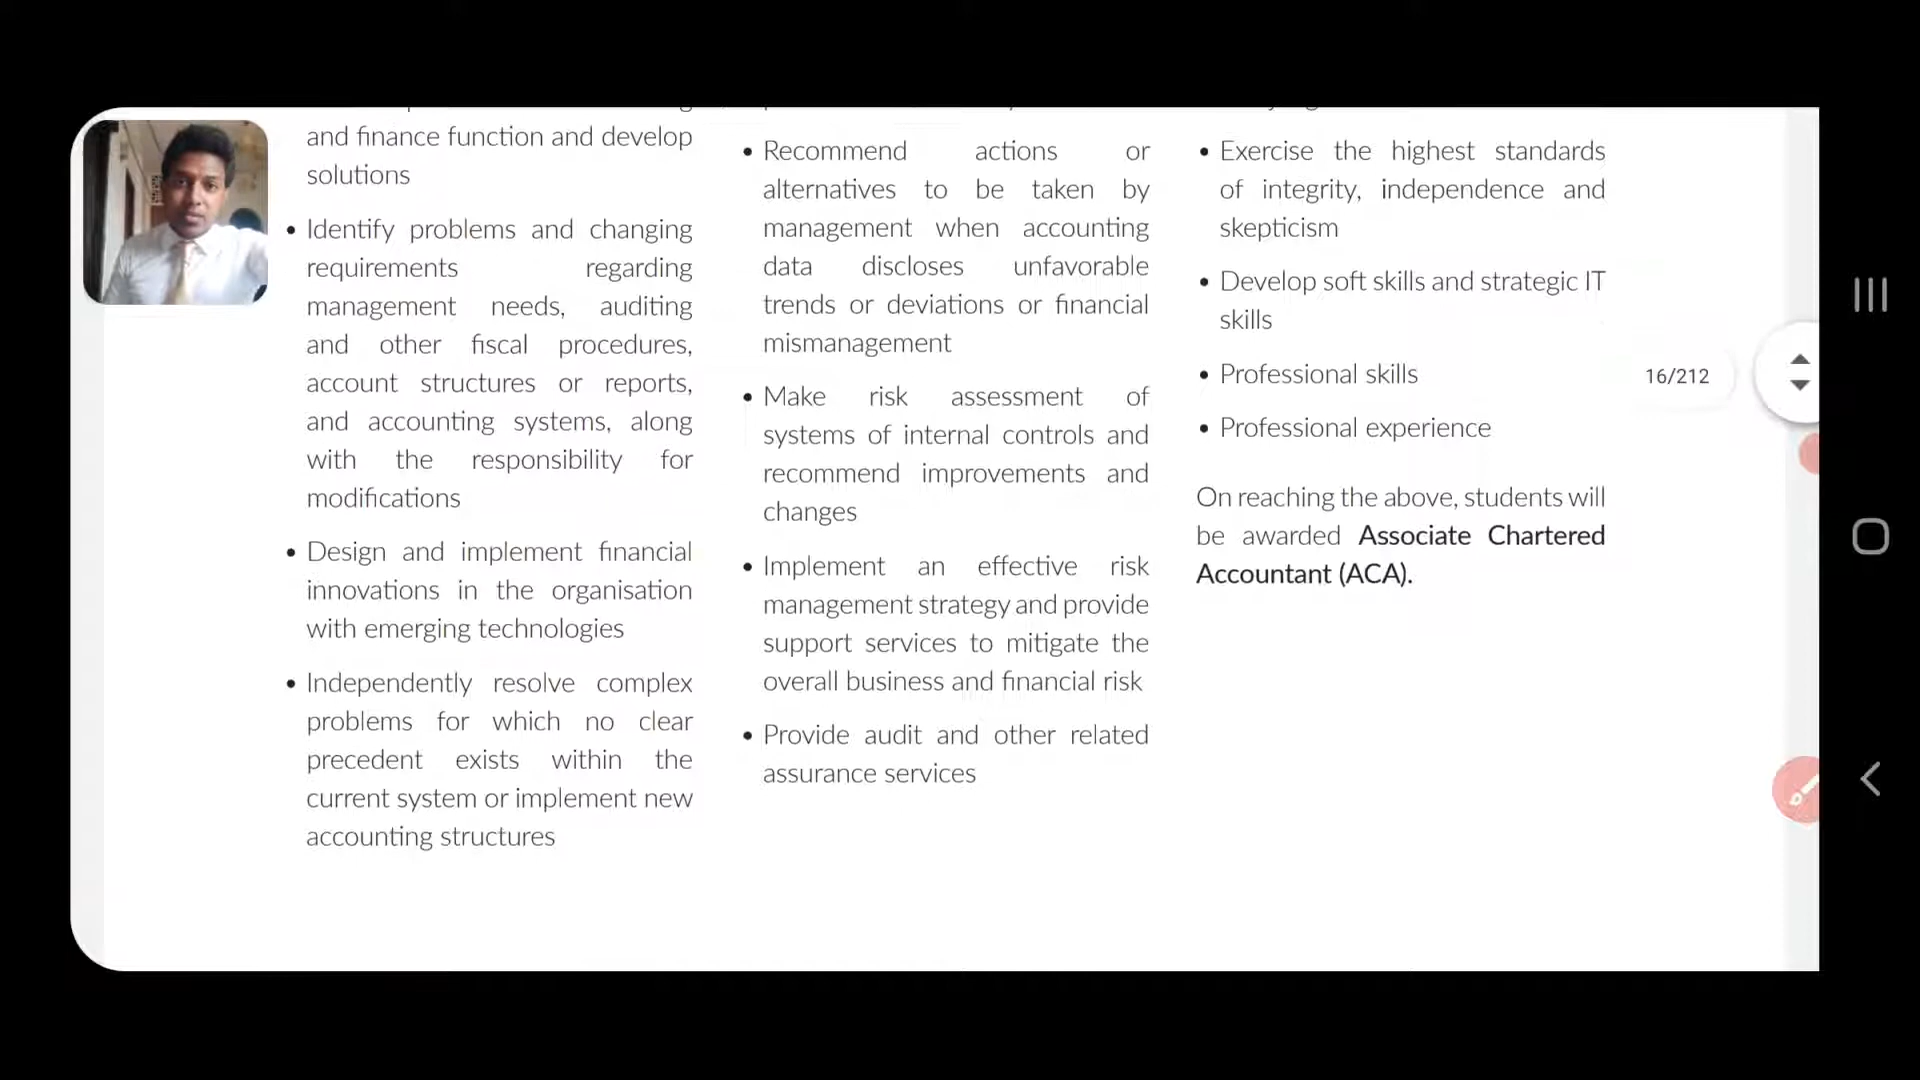 and finance function and develop
solutions
• Identify problems and changing
requirements regarding
management needs, auditing
and other fiscal procedures,
account structures or reports,
and accounting systems, along
with the responsibility for
modifications
• Design and implement financial
innovations in the organisation
with emerging technologies
• Independently resolve complex
problems for which no clear
precedent exists within the
current system or implement new
accounting structures
• Recommend actions or
alternatives to be taken by
management when accounting
data discloses unfavorable
trends or deviations or financial
mismanagement
• Make risk assessment of
systems of internal controls and
recommend improvements and
changes
• Implement an effective risk
management strategy and provide
support services to mitigate the
overall business and financial risk
• Provide audit and other related
assurance services
• Exercise the highest standards
of integrity, independence and
skepticism
• Develop soft skills and strategic IT
skills
• Professional skills
• Professional experience
On reaching the above, students will
be awarded Associate Chartered
Accountant (ACA).
16/212